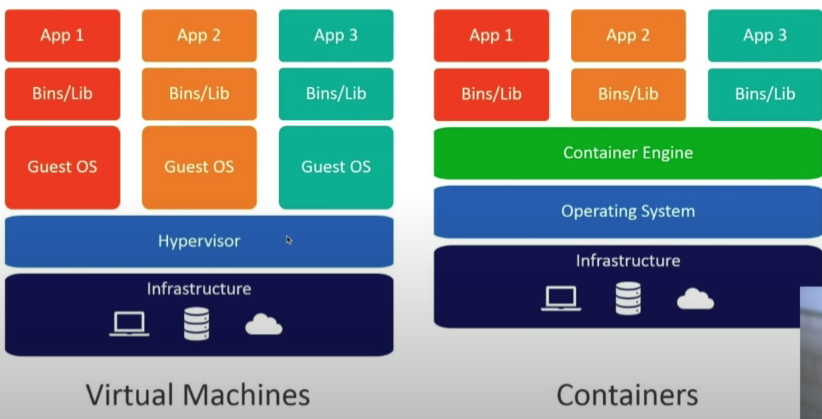 App 1
App 2
App 3
Bins/Lib
Bins/Lib
Bins/Lib
Guest OS
Guest OS
Guest OS
Hypervisor
Infrastructure
Virtual Machines
App 1
App 2
App 3
Bins/Lib
Bins/Lib
Bins/Lib
Container Engine
Operating System
Infrastructure
Containers